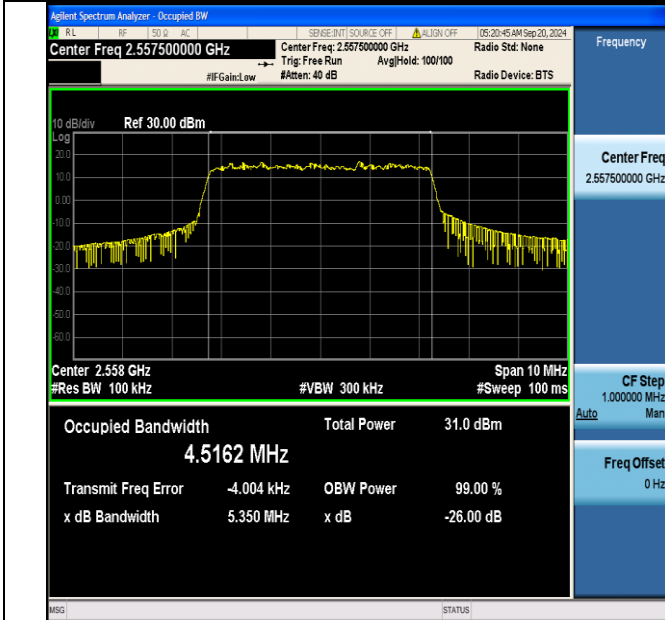 Agilent Spectrum Analyzer - Occupied BW
RL RF 50 Ω AC SENSE:INT SOURCE OFF ALIGN OFF 05:20:45 AM Sep 20, 2024
Center Freq 2.557500000 GHz
Center Freq: 2.557500000 GHz
Radio Std: None
Trig: Free Run Avg|Hold: 100/100
#IFGain:Low
#Atten: 40 dB
Radio Device: BTS
10 dB/div Ref 30.00 dBm
Log
20.0
10.0
0.00
-10.0
-20.0
-30.0
-40.0
-50.0
-60.0
Center 2.558 GHz Span 10 MHz
#Res BW 100 kHz #VBW 300 kHz #Sweep 100 ms
Occupied Bandwidth Total Power 31.0 dBm
4.5162 MHz
Transmit Freq Error -4.004 kHz OBW Power 99.00 %
x dB Bandwidth 5.350 MHz x dB -26.00 dB
MSG STATUS
Frequency
Center Freq
2.557500000 GHz
CF Step
1.000000 MHz
Auto Man
Freq Offset
0 Hz